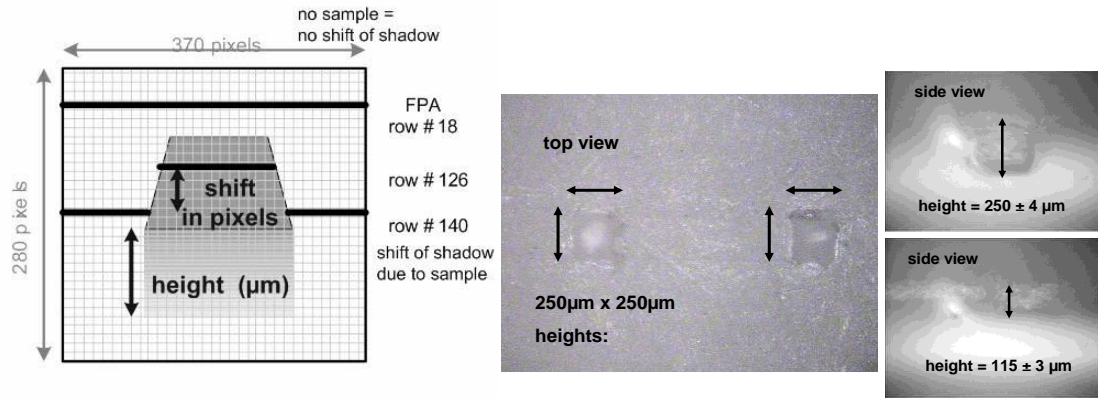 no sample =
no shift of shadow
370 pixels
280 pixels
FPA
row # 18
row # 126
row # 140
shift of shadow
due to sample
shift
in pixels
height (µm)
top view
250µm x 250µm
heights:
side view
height = 250 ± 4 µm
side view
height = 115 ± 3 µm